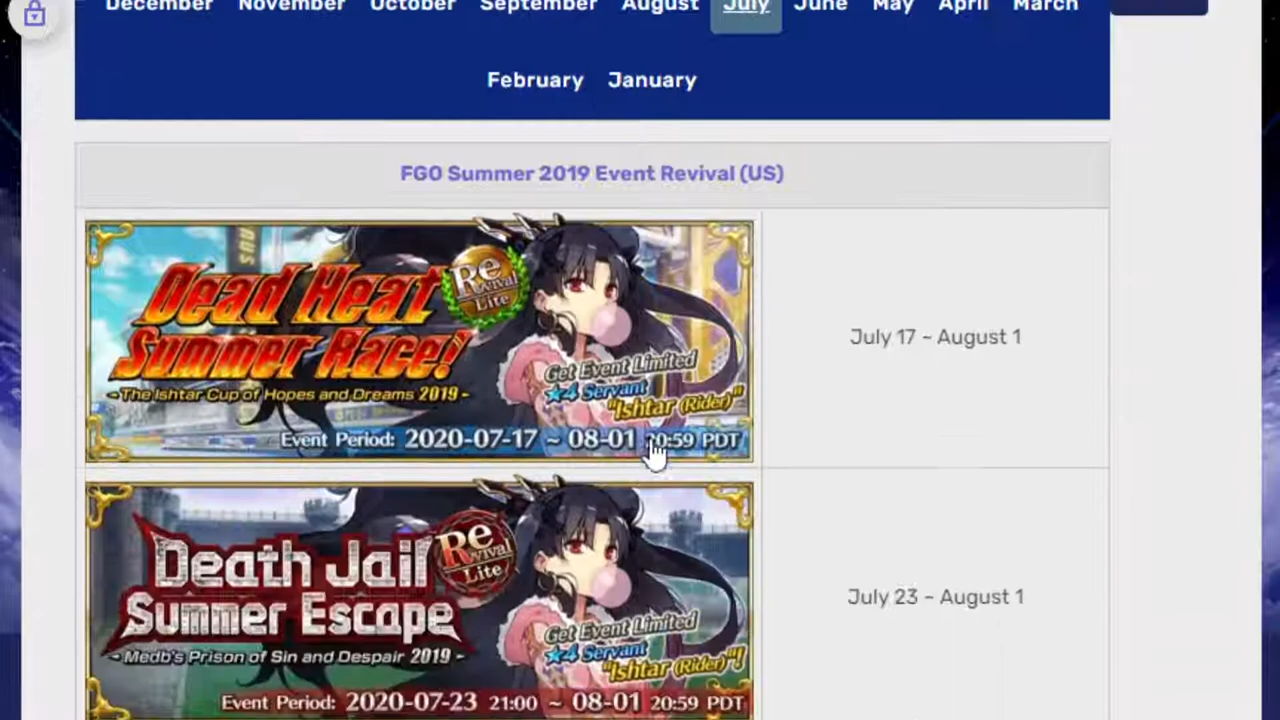 December November October September August July June May April March
February January
FGO Summer 2019 Event Revival (US)
Dead Heat
Summer Race!
Revival
Lite
-The Ishtar Cup of Hopes and Dreams 2019-
Get Event Limited
★4 Servant
"Ishtar (Rider)"
Event Period: 2020-07-17 ~ 08-01 20:59 PDT
July 17 ~ August 1
Death Jail
Summer Escape
Revival
Lite
-Medb's Prison of Sin and Despair 2019-
Get Event Limited
★4 Servant
"Ishtar (Rider)"!
Event Period: 2020-07-23 21:00 ~ 08-01 20:59 PDT
July 23 ~ August 1